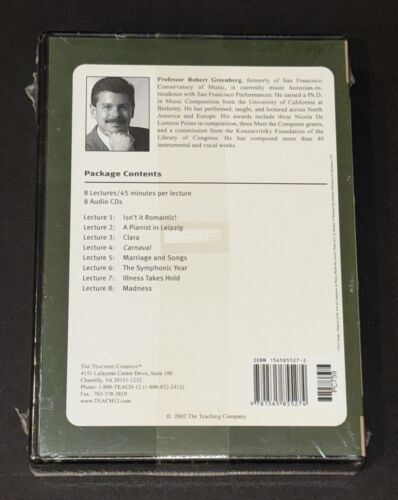 Professor Robert Greenberg, formerly of San Francisco
Conservatory of Music, is currently music historian-in-
residence with San Francisco Performances. He earned a Ph.D.
in Music Composition from the University of California at
Berkeley. He has performed, taught, and lectured across North
America and Europe. His awards include three Nicola De
Lorenzo Prizes in composition, three Meet the Composer grants,
and a commission from the Koussevitzky Foundation of the
Library of Congress. He has composed more than 40
instrumental and vocal works.
Package Contents
8 Lectures/45 minutes per lecture
8 Audio CDs
Lecture 1: Isn't it Romantic!
Lecture 2: A Pianist in Leipzig
Lecture 3: Clara
Lecture 4: Carnaval
Lecture 5: Marriage and Songs
Lecture 6: The Symphonic Year
Lecture 7: Illness Takes Hold
Lecture 8: Madness
THE TEACHING COMPANY®
4151 Lafayette Center Drive, Suite 100
Chantilly, VA 20151-1232
Phone: 1-800-TEACH-12 (1-800-832-2412)
Fax: 703-378-3819
www.TEACH12.com
ISBN 156585527-2
9 781565 855274
PC759
© 2002 The Teaching Company.